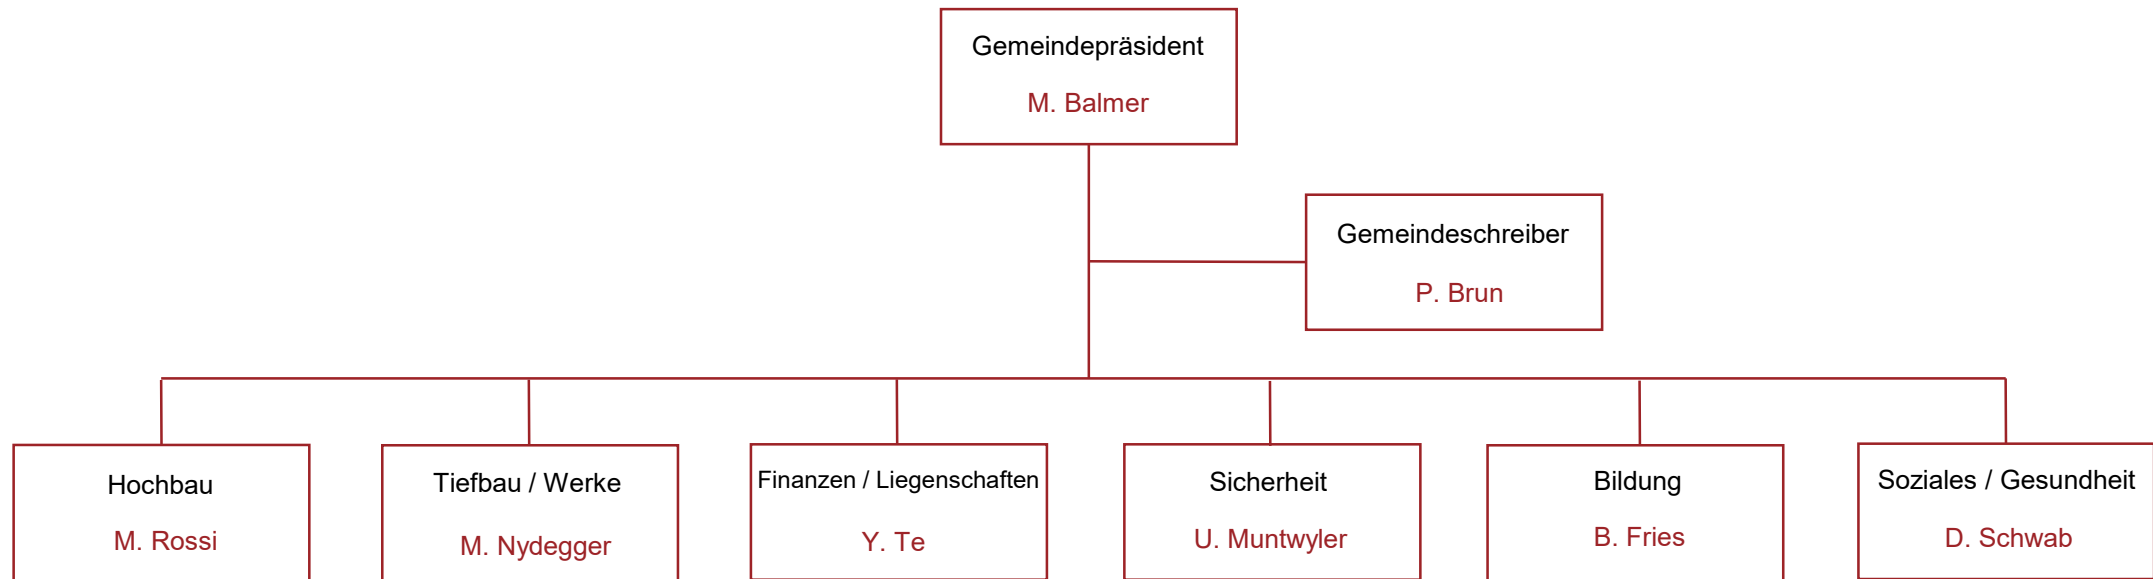 Gemeindepräsident
M. Balmer
Gemeindeschreiber
P. Brun
Hochbau
M. Rossi
Tiefbau / Werke
M. Nydegger
Finanzen / Liegenschaften
Y. Te
Sicherheit
U. Muntwyler
Bildung
B. Fries
Soziales / Gesundheit
D. Schwab